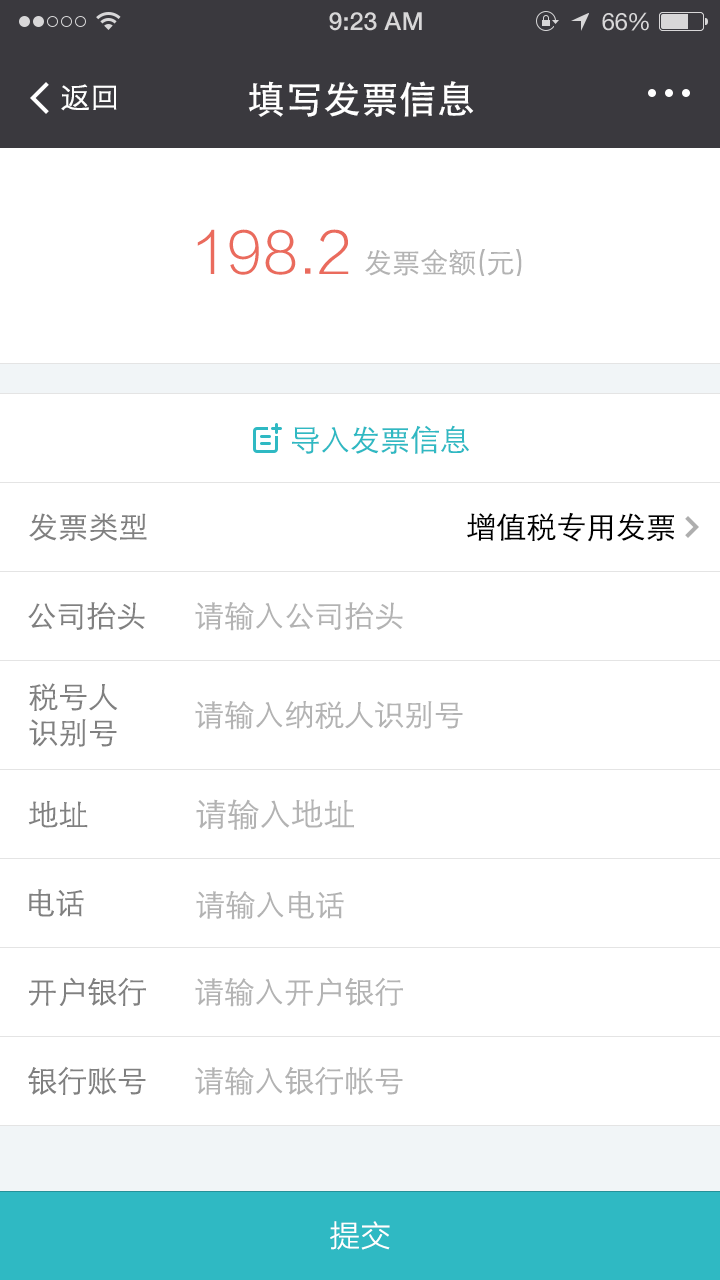 9:23 AM 66%
返回 填写发票信息
198.2 发票金额(元)
导入发票信息
发票类型 增值税专用发票
公司抬头 请输入公司抬头
税号人
识别号 请输入纳税人识别号
地址 请输入地址
电话 请输入电话
开户银行 请输入开户银行
银行账号 请输入银行帐号
提交